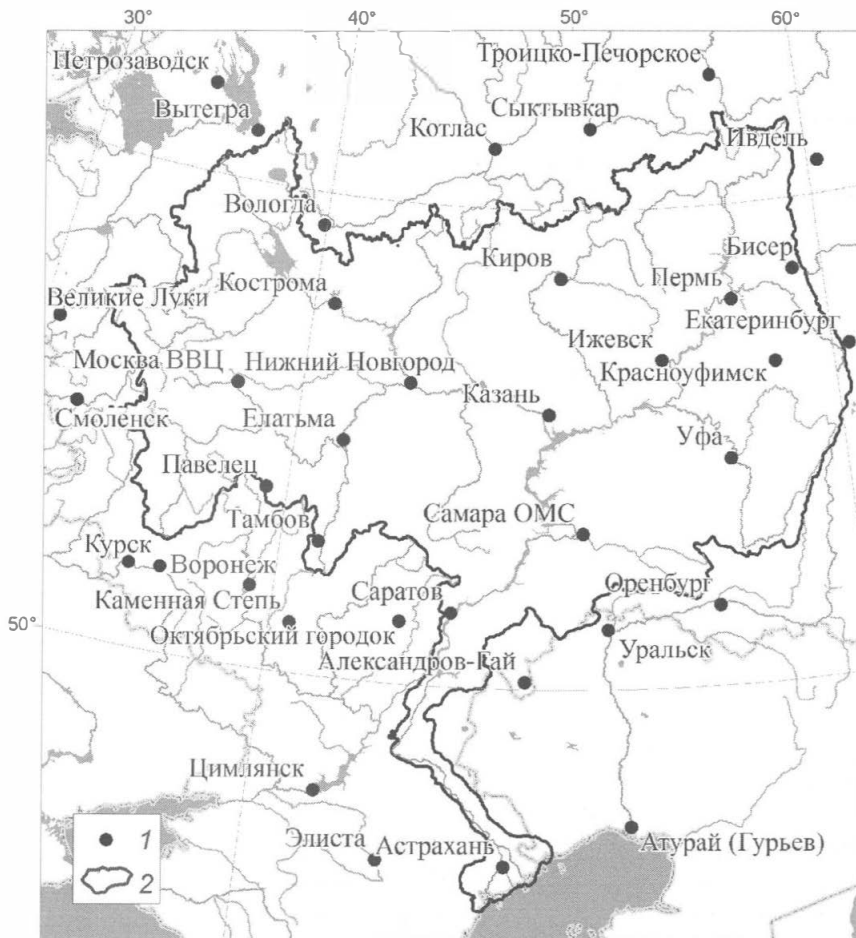 30°
40°
50°
60°
Троицко-Печорское
Петрозаводск
Вытегра
Котлас
Сыктывкар
Ивдель
Вологда
Бисер
Киров
Пермь
Кострома
Великие Луки
Екатеринбург
Ижевск
Москва ВВЦ
Нижний Новгород
Красноуфимск
Казань
Смоленск
Елатьма
Уфа
Павелец
Тамбов
Самара ОМС
Курск
Воронеж
Оренбург
Каменная Степь
Саратов
50°
Октябрьский городок
Уральск
Александров-Гай
Цимлянск
1
Элиста
Астрахань
Атурай (Гурьев)
2